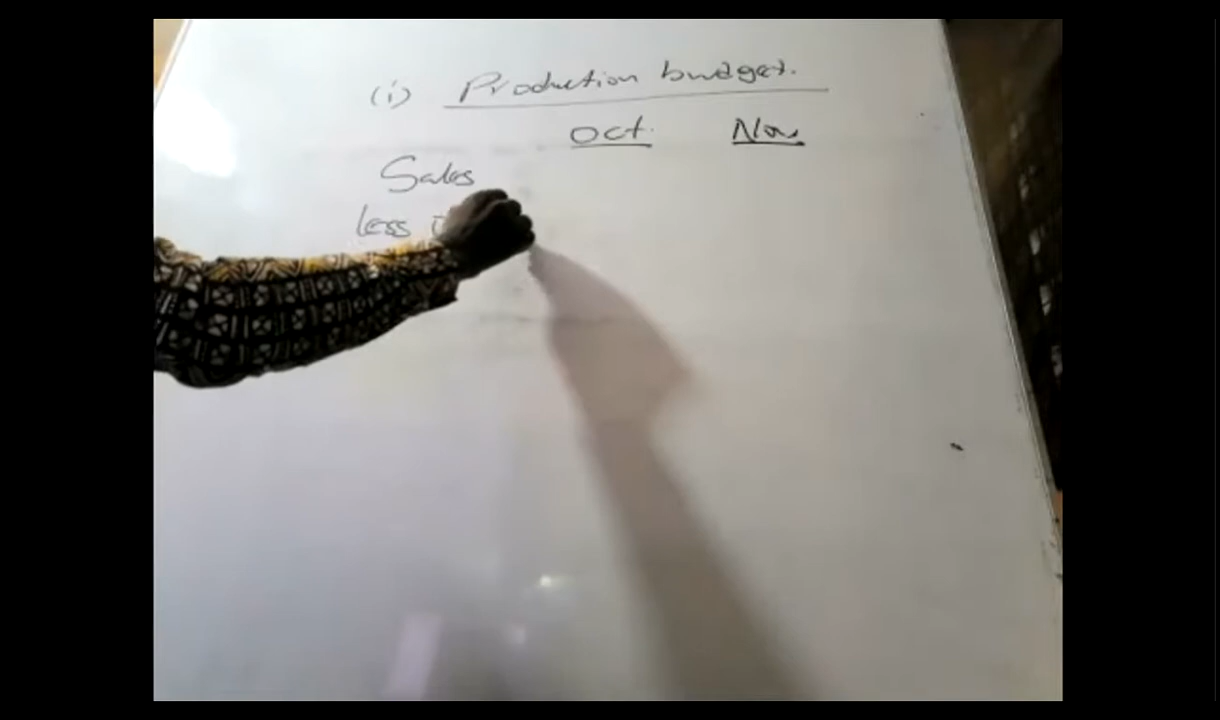 (i) Production budget.
Oct. Nov
Sales
less